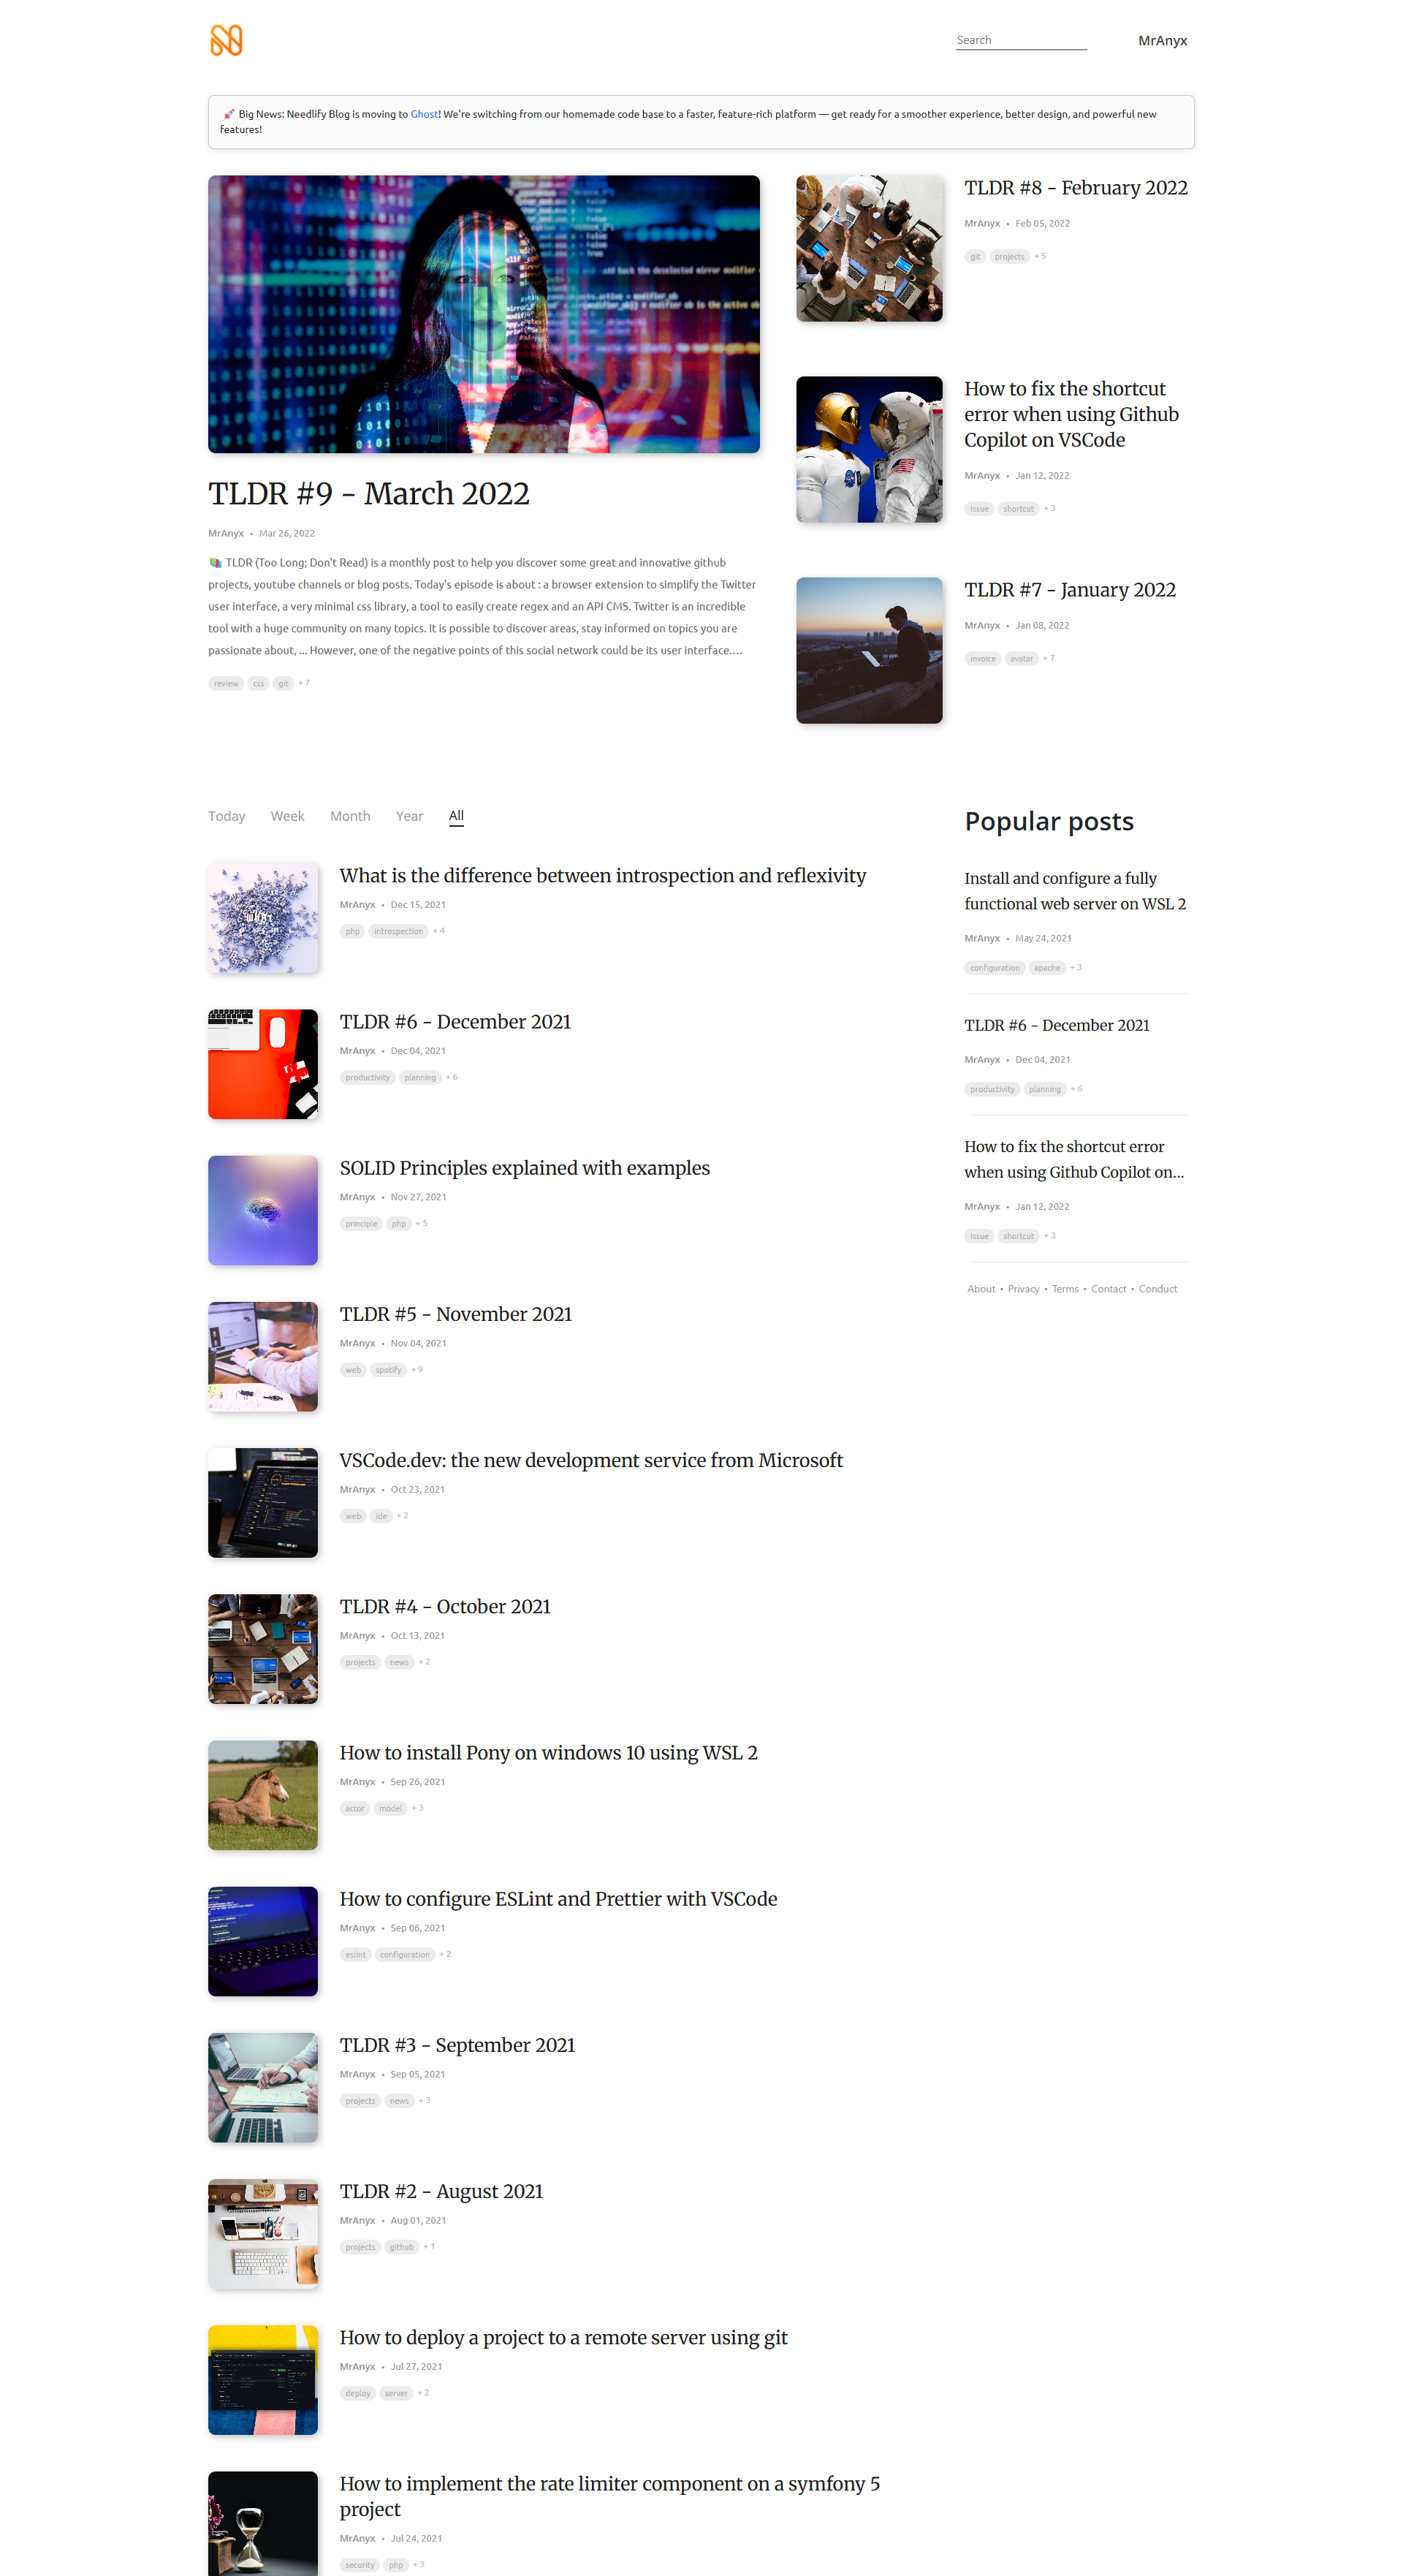 Search
MrAnyx
🚀 Big News: Needlify Blog is moving to Ghost! We're switching from our homemade code base to a faster, feature-rich platform — get ready for a smoother experience, better design, and powerful new
features!
TLDR #9 - March 2022
MrAnyx • Mar 26, 2022
📚 TLDR (Too Long; Don't Read) is a monthly post to help you discover some great and innovative github
projects, youtube channels or blog posts. Today's episode is about : a browser extension to simplify the Twitter
user interface, a very minimal css library, a tool to easily create regex and an API CMS. Twitter is an incredible
tool with a huge community on many topics. It is possible to discover areas, stay informed on topics you are
passionate about, ... However, one of the negative points of this social network could be its user interface....
review css git + 7
TLDR #8 - February 2022
MrAnyx • Feb 05, 2022
git projects + 5
How to fix the shortcut
error when using Github
Copilot on VSCode
MrAnyx • Jan 12, 2022
issue shortcut + 3
TLDR #7 - January 2022
MrAnyx • Jan 08, 2022
invoice avatar + 7
Today Week Month Year All
What is the difference between introspection and reflexivity
MrAnyx • Dec 15, 2021
php introspection + 4
TLDR #6 - December 2021
MrAnyx • Dec 04, 2021
productivity planning + 6
SOLID Principles explained with examples
MrAnyx • Nov 27, 2021
principle php + 5
TLDR #5 - November 2021
MrAnyx • Nov 04, 2021
web spotify + 9
VSCode.dev: the new development service from Microsoft
MrAnyx • Oct 23, 2021
web ide + 2
TLDR #4 - October 2021
MrAnyx • Oct 13, 2021
projects news + 2
How to install Pony on windows 10 using WSL 2
MrAnyx • Sep 26, 2021
actor model + 3
How to configure ESLint and Prettier with VSCode
MrAnyx • Sep 06, 2021
eslint configuration + 2
TLDR #3 - September 2021
MrAnyx • Sep 05, 2021
projects news + 3
TLDR #2 - August 2021
MrAnyx • Aug 01, 2021
projects github + 1
How to deploy a project to a remote server using git
MrAnyx • Jul 27, 2021
deploy server + 2
How to implement the rate limiter component on a symfony 5
project
MrAnyx • Jul 24, 2021
security php + 3
Popular posts
Install and configure a fully
functional web server on WSL 2
MrAnyx • May 24, 2021
configuration apache + 3
TLDR #6 - December 2021
MrAnyx • Dec 04, 2021
productivity planning + 6
How to fix the shortcut error
when using Github Copilot on...
MrAnyx • Jan 12, 2022
issue shortcut + 3
About • Privacy • Terms • Contact • Conduct